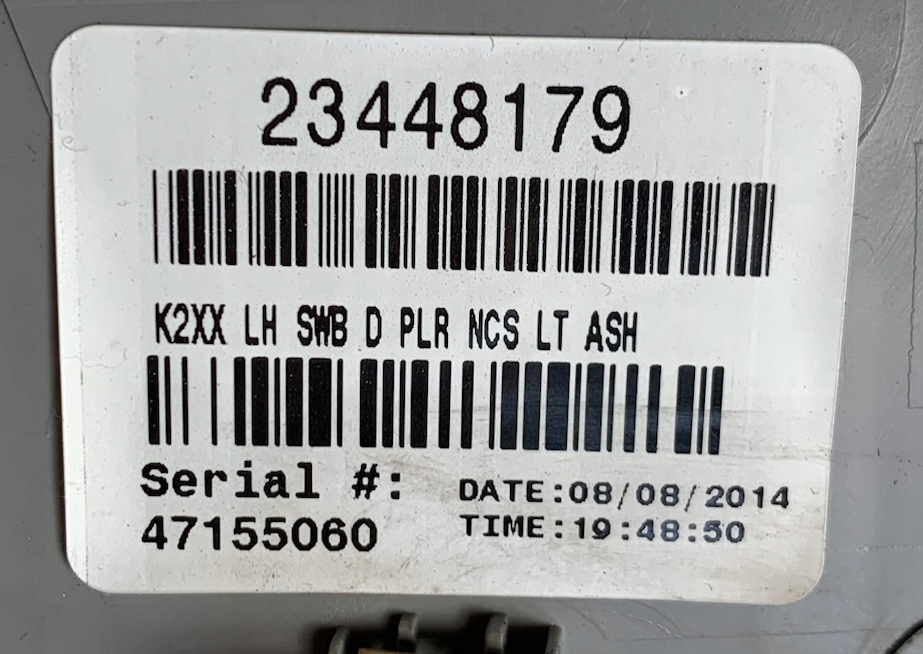 23448179
K2XX LH SWB D PLR NCS LT ASH
Serial #:
47155060
DATE:08/08/2014
TIME:19:48:50